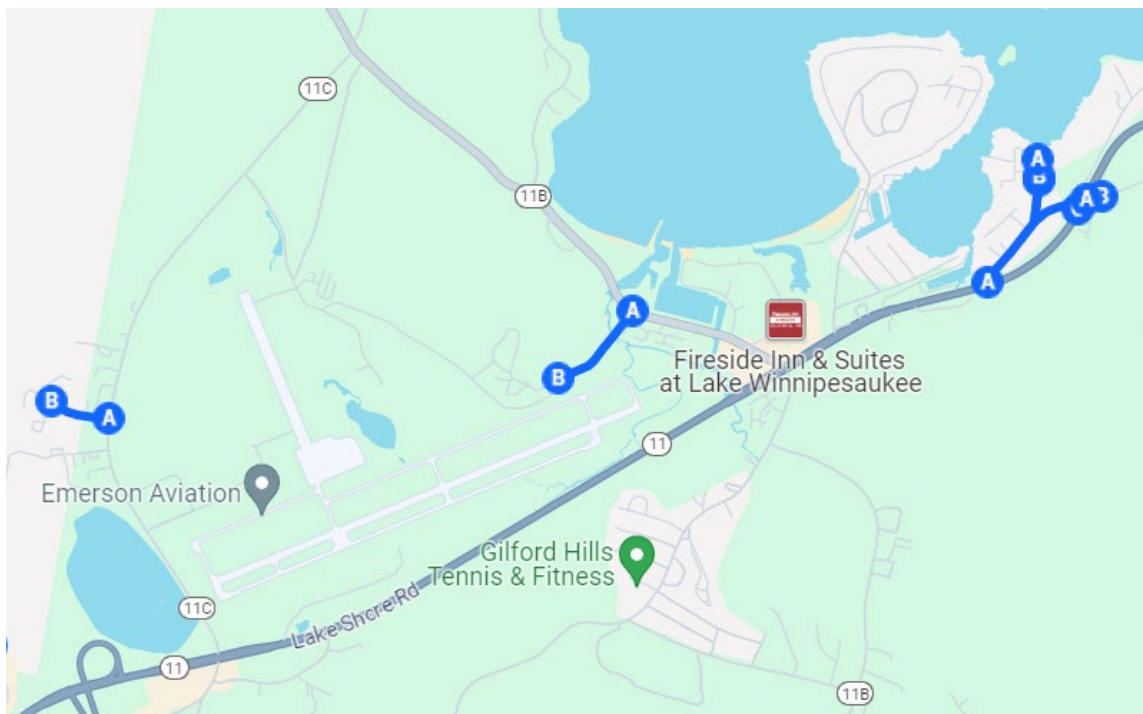 11C
11B
A
B
A
B
A
A
B
A
Fireside Inn & Suites
at Lake Winnipesaukee
B
A
11
Emerson Aviation
Gilford Hills
Tennis & Fitness
11C
Lake Shore Rd
11
11B